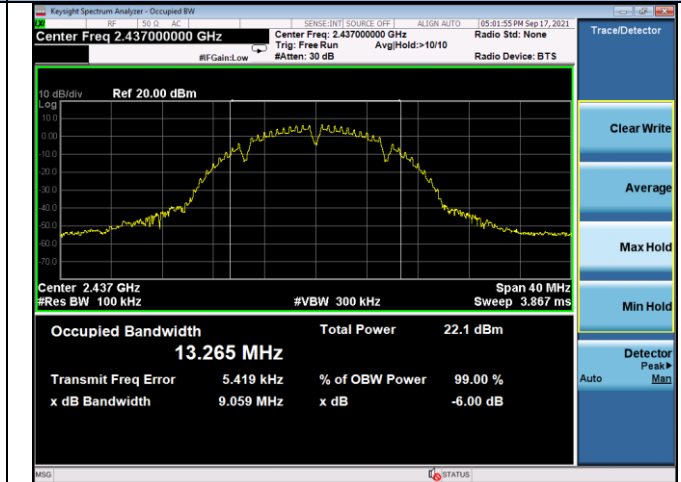 Keysight Spectrum Analyzer - Occupied BW
RF 50 Ω AC SENSE:INT SOURCE OFF ALIGN AUTO 05:01:55 PM Sep 17, 2021
Center Freq 2.437000000 GHz
Center Freq: 2.437000000 GHz
Radio Std: None
Trig: Free Run Avg|Hold:>10/10
#IFGain:Low
#Atten: 30 dB
Radio Device: BTS
10 dB/div Ref 20.00 dBm
Log
10.0
0.00
-10.0
-20.0
-30.0
-40.0
-50.0
-60.0
-70.0
Center 2.437 GHz
Span 40 MHz
#Res BW 100 kHz
#VBW 300 kHz
Sweep 3.867 ms
Occupied Bandwidth
13.265 MHz
Total Power 22.1 dBm
Transmit Freq Error 5.419 kHz
% of OBW Power 99.00 %
x dB Bandwidth 9.059 MHz
x dB -6.00 dB
MSG
STATUS
Trace/Detector
Clear Write
Average
Max Hold
Min Hold
Detector
Peak▶
Auto Man